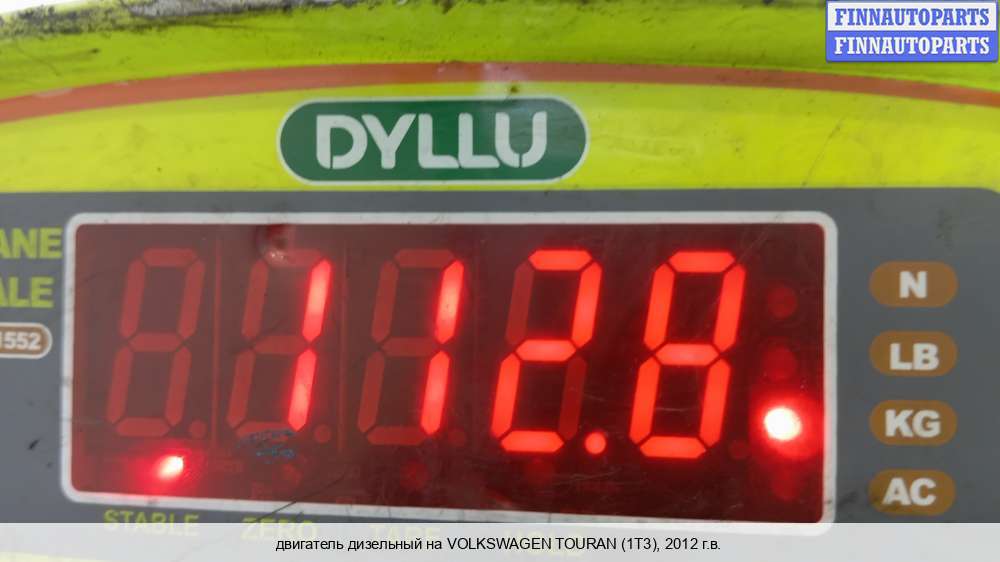 FINNAUTOPARTS
FINNAUTOPARTS
DYLLU
ANE
ALE
1552
112.8
N
LB
KG
AC
STABLE ZERO TARE
двигатель дизельный на VOLKSWAGEN TOURAN (1T3), 2012 г.в.